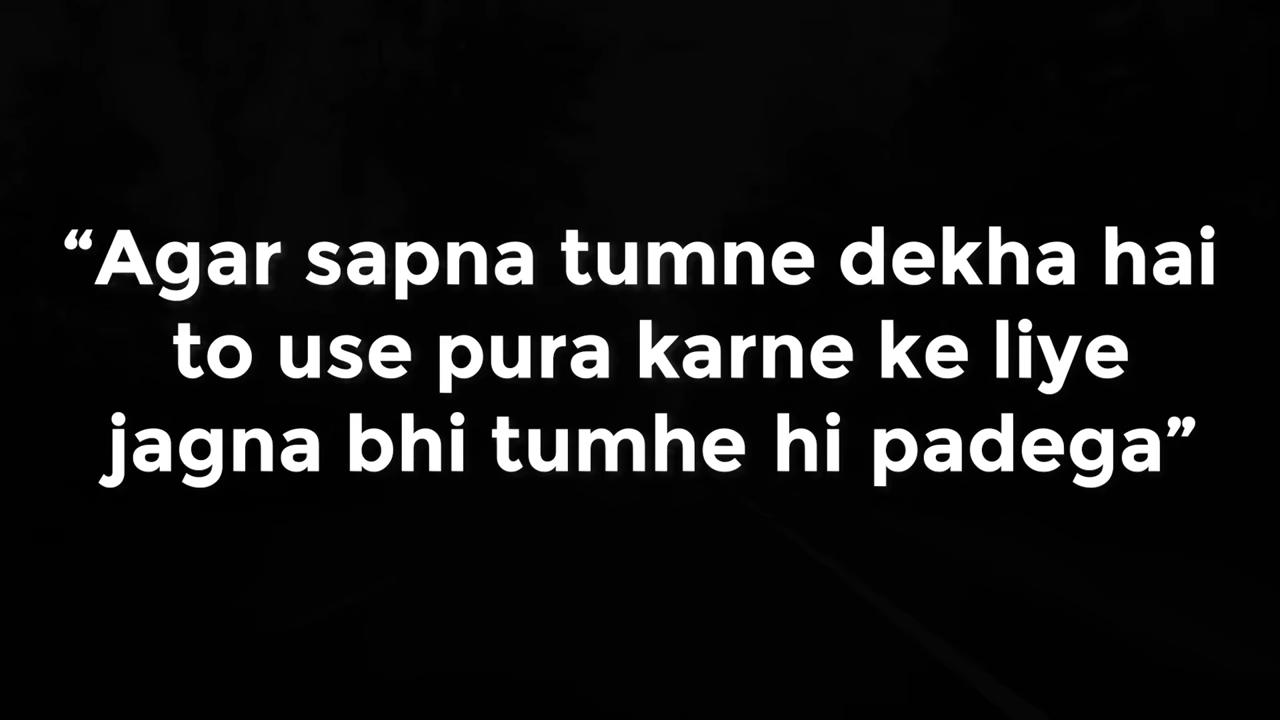 “Agar sapna tumne dekha hai
to use pura karne ke liye
jagna bhi tumhe hi padega”